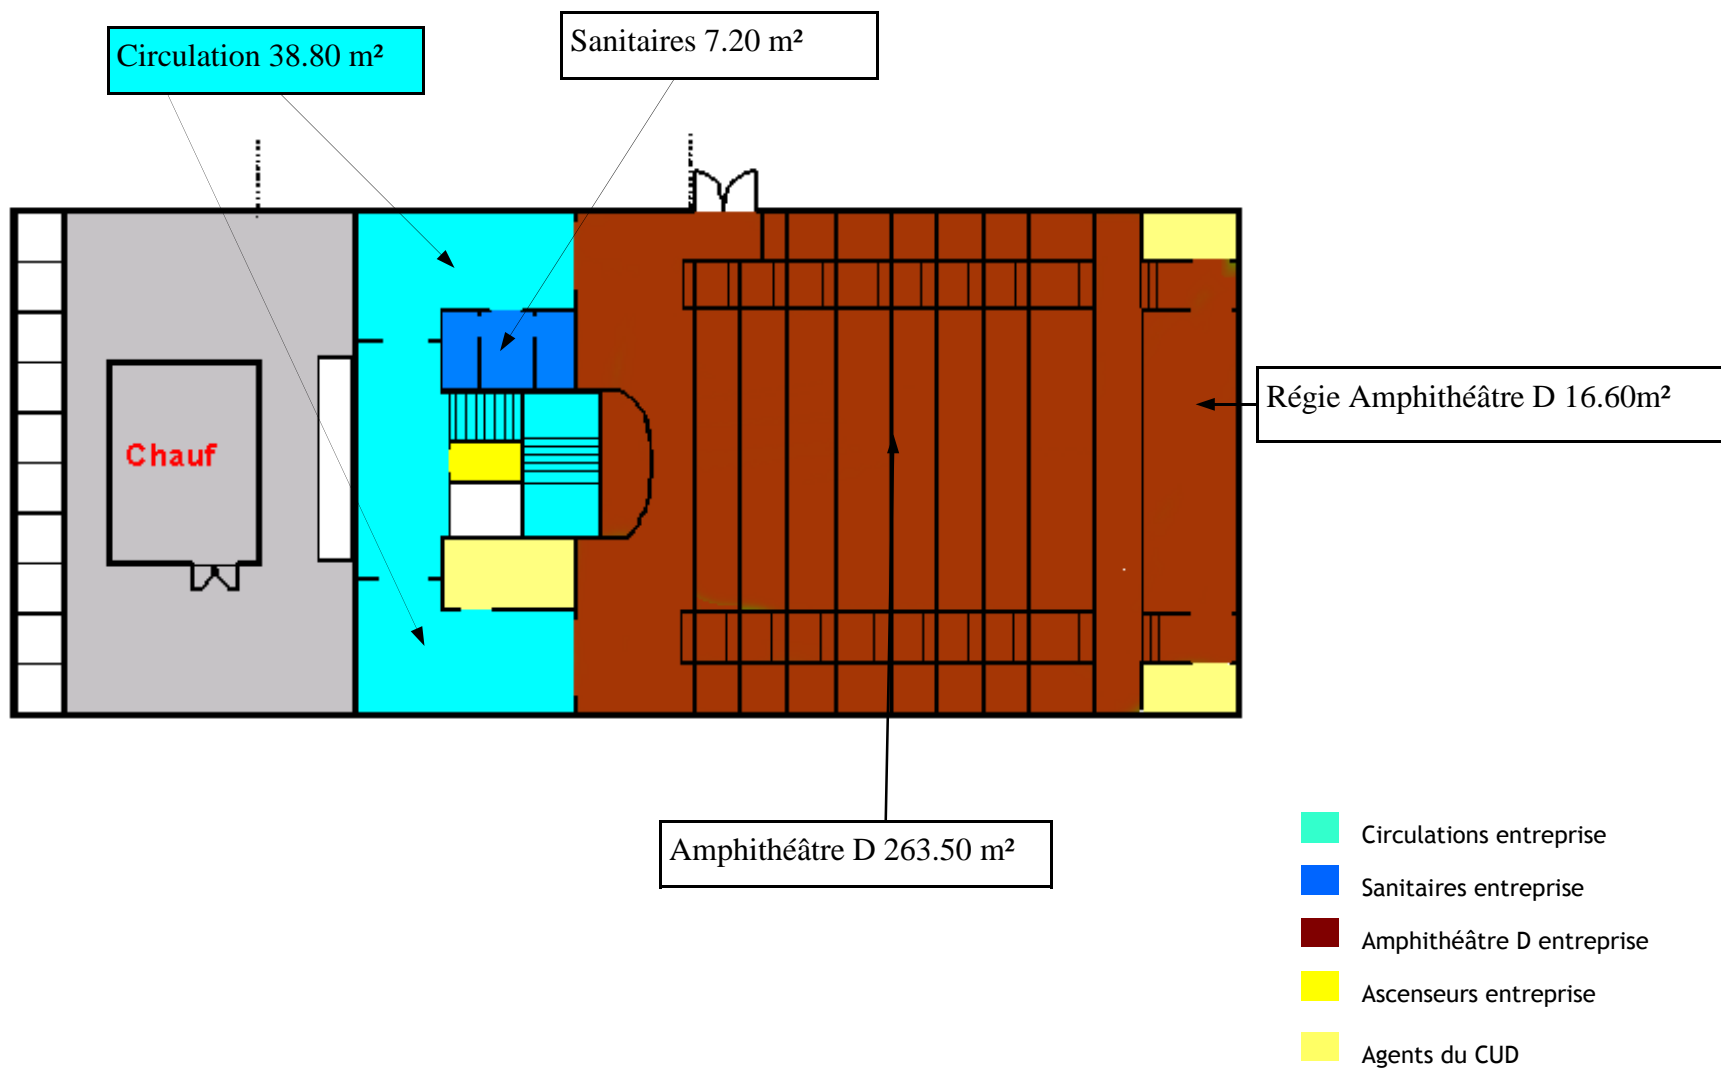 Circulation 38.80 m²
Sanitaires 7.20 m²
Chauf
Régie Amphithéâtre D 16.60m²
Amphithéâtre D 263.50 m²
Circulations entreprise
Sanitaires entreprise
Amphithéâtre D entreprise
Ascenseurs entreprise
Agents du CUD